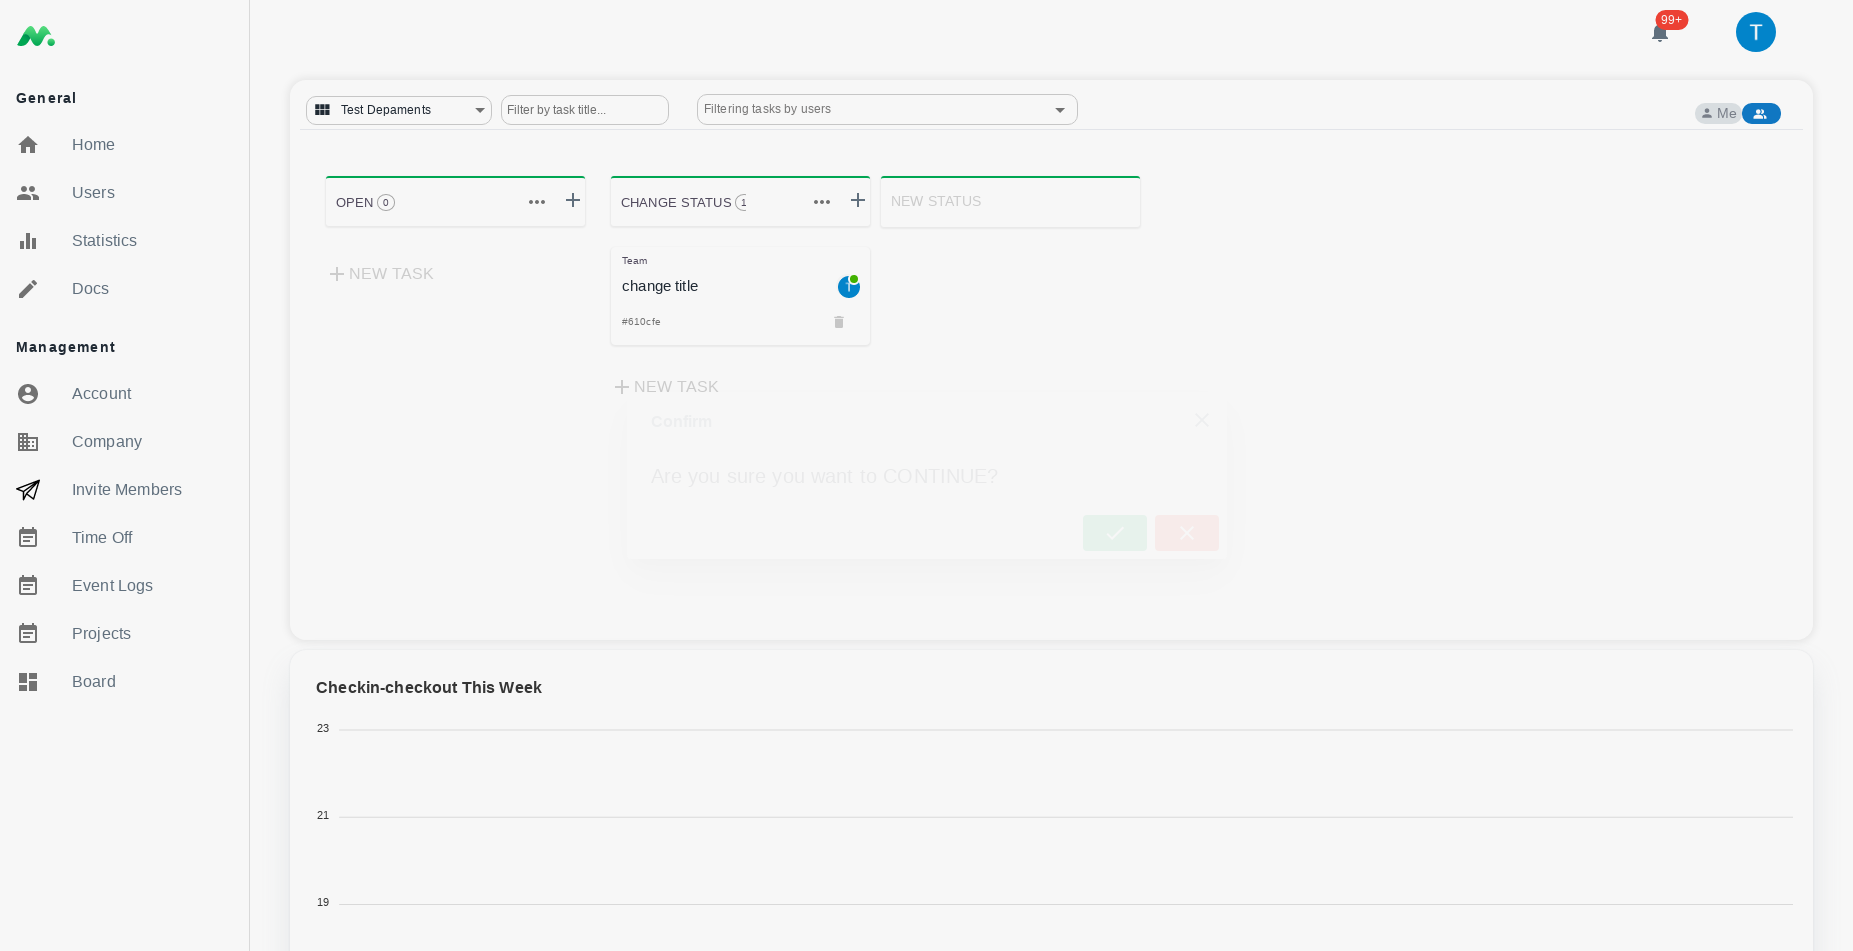 99+
T
General
Home
Users
Statistics
Docs
Management
Account
Company
Invite Members
Time Off
Event Logs
Projects
Board
Test Depaments
Filter by task title...
Filtering tasks by users
Me
OPEN 0
CHANGE STATUS 1
NEW STATUS
NEW TASK
Team
change title
T
#610cfe
NEW TASK
Confirm
Are you sure you want to CONTINUE?
Checkin-checkout This Week
23
21
19